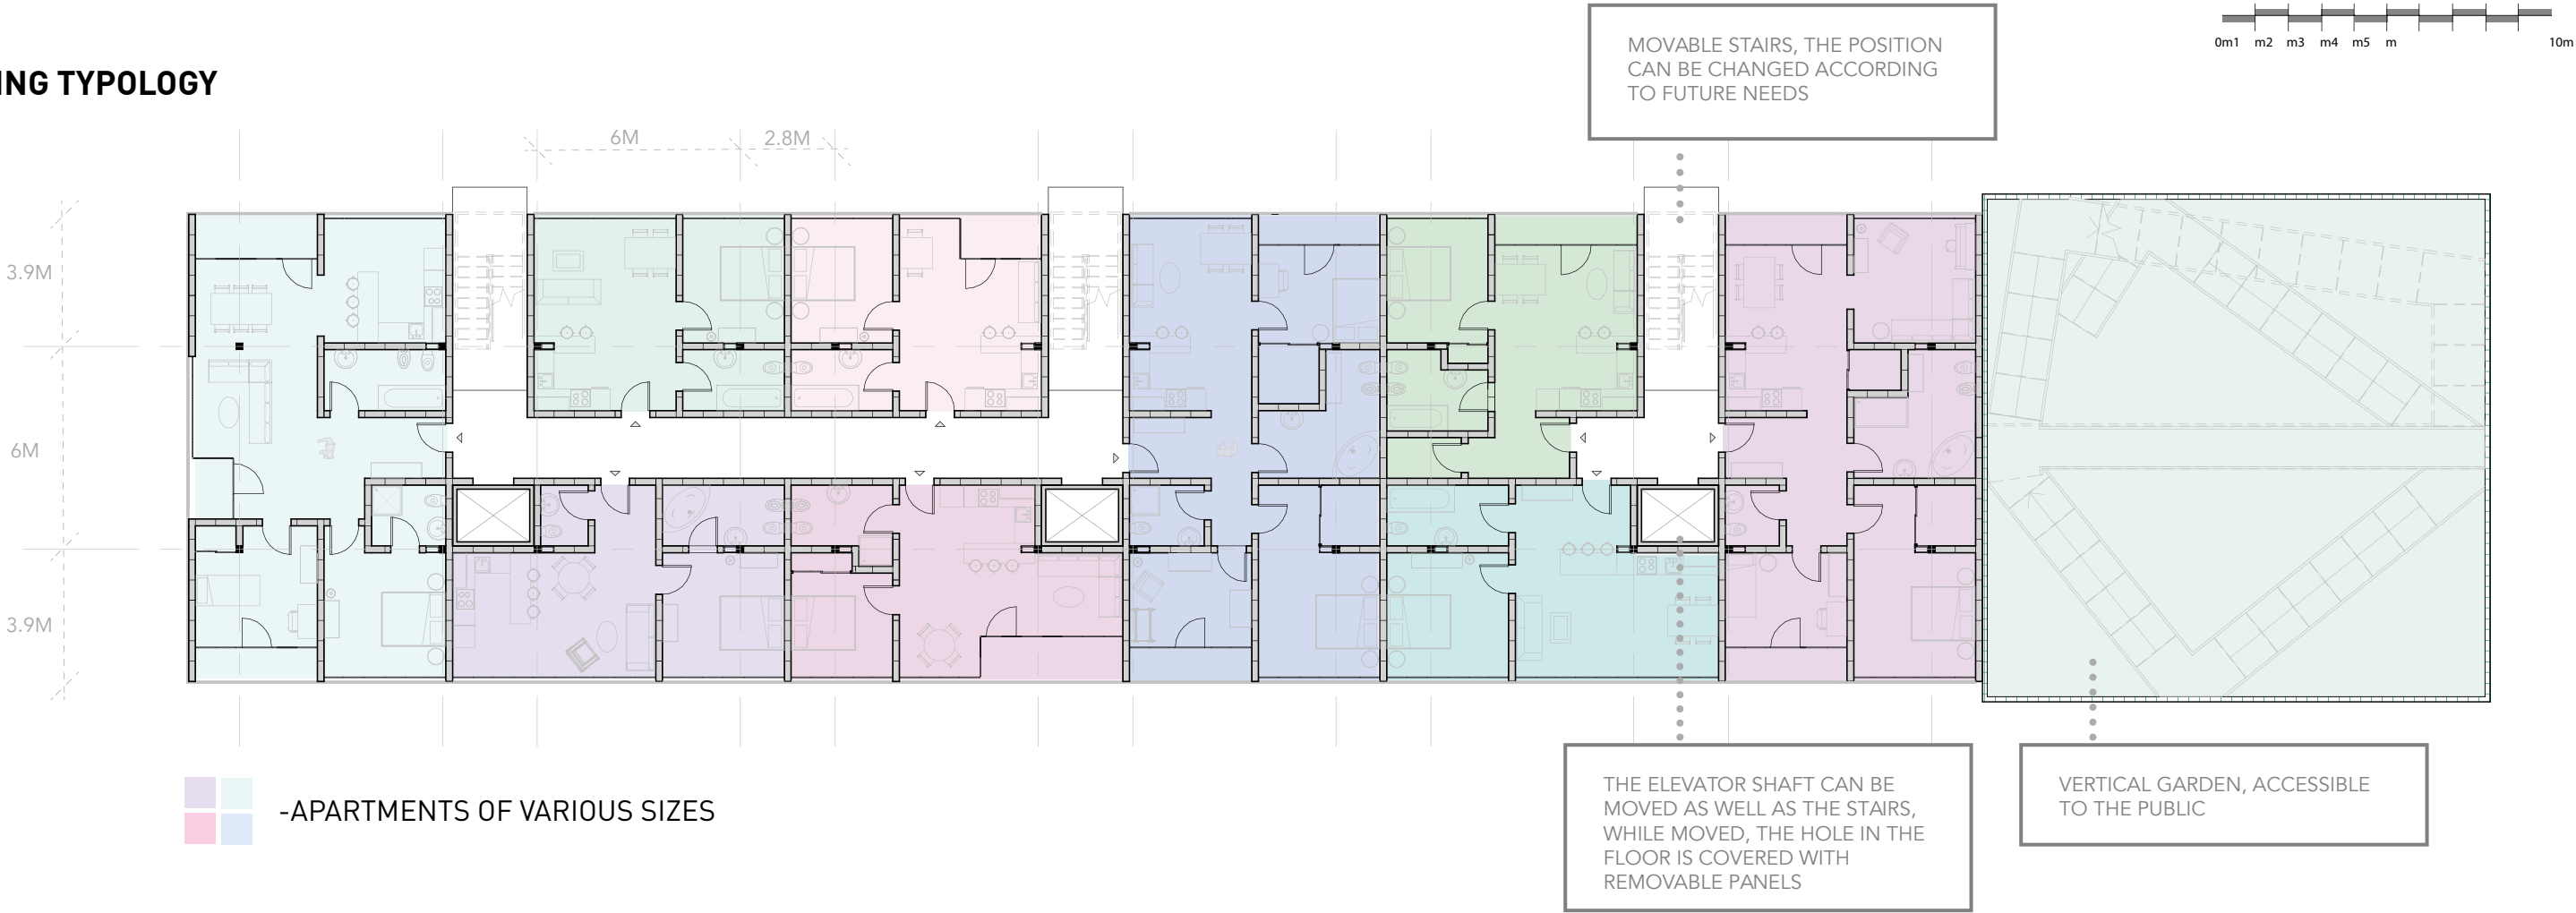 MOVABLE STAIRS, THE POSITION
CAN BE CHANGED ACCORDING
TO FUTURE NEEDS
0m1 m2 m3 m4 m5 m 10m
ING TYPOLOGY
6M
2.8M
3.9M
6M
3.9M
-APARTMENTS OF VARIOUS SIZES
THE ELEVATOR SHAFT CAN BE
MOVED AS WELL AS THE STAIRS,
WHILE MOVED, THE HOLE IN THE
FLOOR IS COVERED WITH
REMOVABLE PANELS
VERTICAL GARDEN, ACCESSIBLE
TO THE PUBLIC